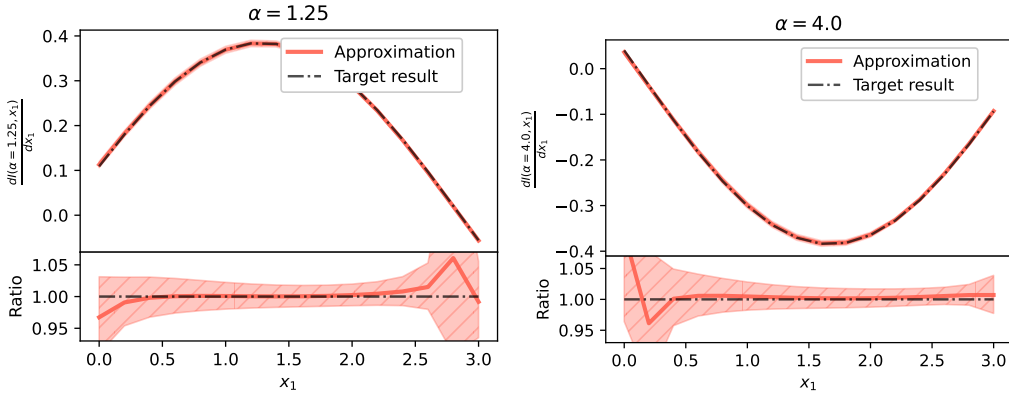 α = 1.25
0.4
0.3
0.2
0.1
0.0
dI(α = 1.25, x₁)
dx₁
Approximation
Target result
1.05
1.00
0.95
Ratio
0.0 0.5 1.0 1.5 2.0 2.5 3.0
x₁
α = 4.0
0.0
−0.1
−0.2
−0.3
−0.4
dI(α = 4.0, x₁)
dx₁
Approximation
Target result
1.05
1.00
0.95
Ratio
0.0 0.5 1.0 1.5 2.0 2.5 3.0
x₁